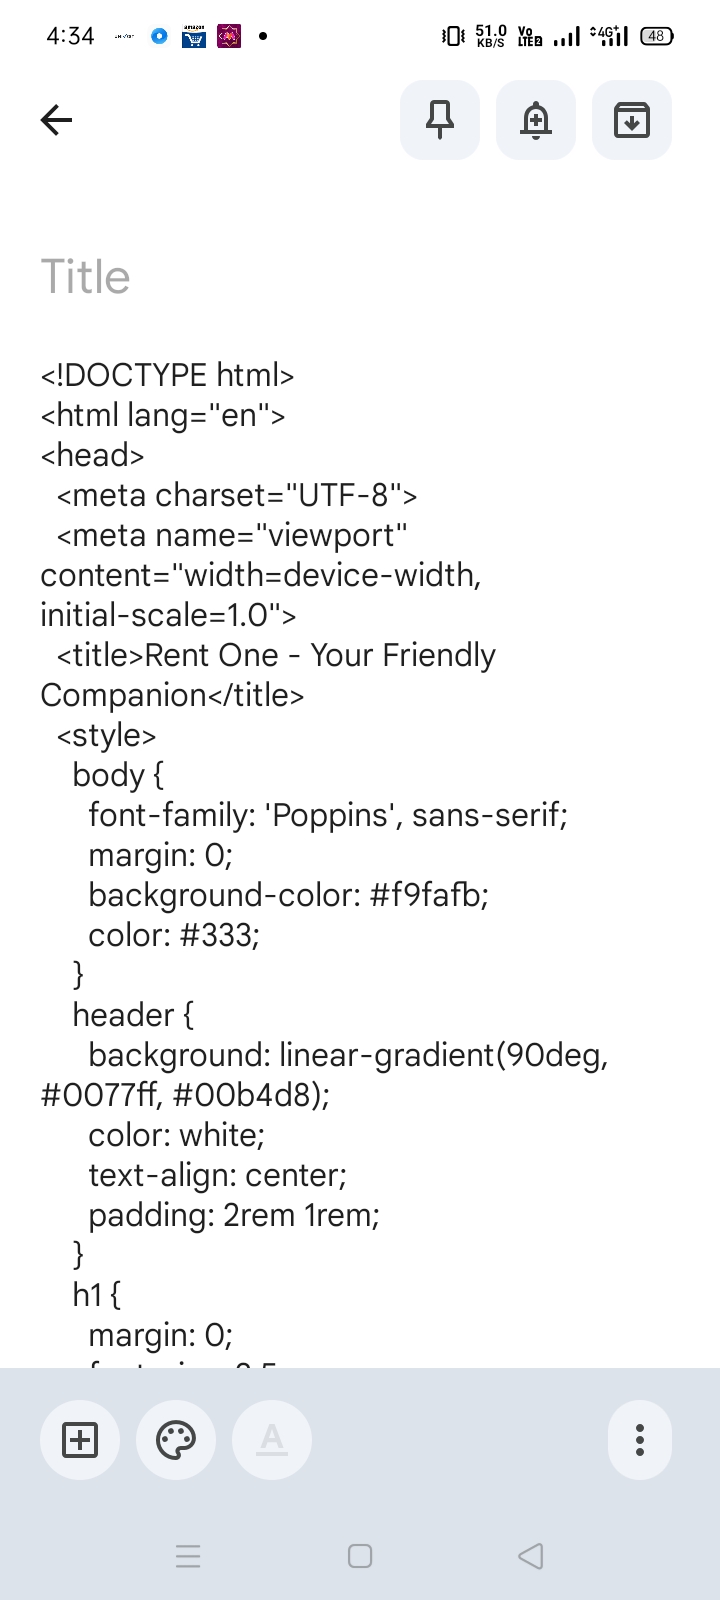 4:34
amazon
51.0
KB/S
Vo
LTE2
4G+
48
Title
<!DOCTYPE html>
<html lang="en">
<head>
  <meta charset="UTF-8">
  <meta name="viewport"
content="width=device-width,
initial-scale=1.0">
  <title>Rent One - Your Friendly
Companion</title>
  <style>
    body {
      font-family: 'Poppins', sans-serif;
      margin: 0;
      background-color: #f9fafb;
      color: #333;
    }
    header {
      background: linear-gradient(90deg,
#0077ff, #00b4d8);
      color: white;
      text-align: center;
      padding: 2rem 1rem;
    }
    h1 {
      margin: 0;
A